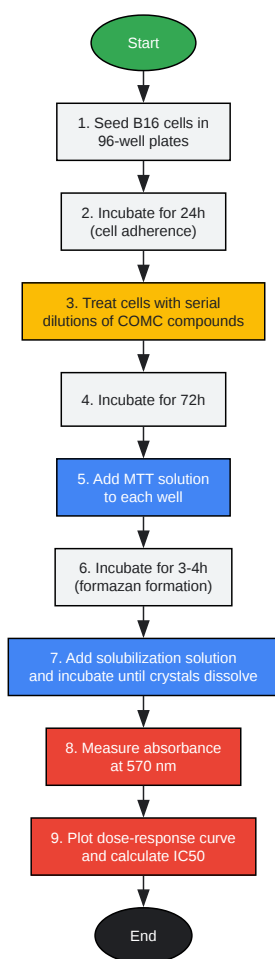 Start
1. Seed B16 cells in
96-well plates
2. Incubate for 24h
(cell adherence)
3. Treat cells with serial
dilutions of COMC compounds
4. Incubate for 72h
5. Add MTT solution
to each well
6. Incubate for 3-4h
(formazan formation)
7. Add solubilization solution
and incubate until crystals dissolve
8. Measure absorbance
at 570 nm
9. Plot dose-response curve
and calculate IC50
End